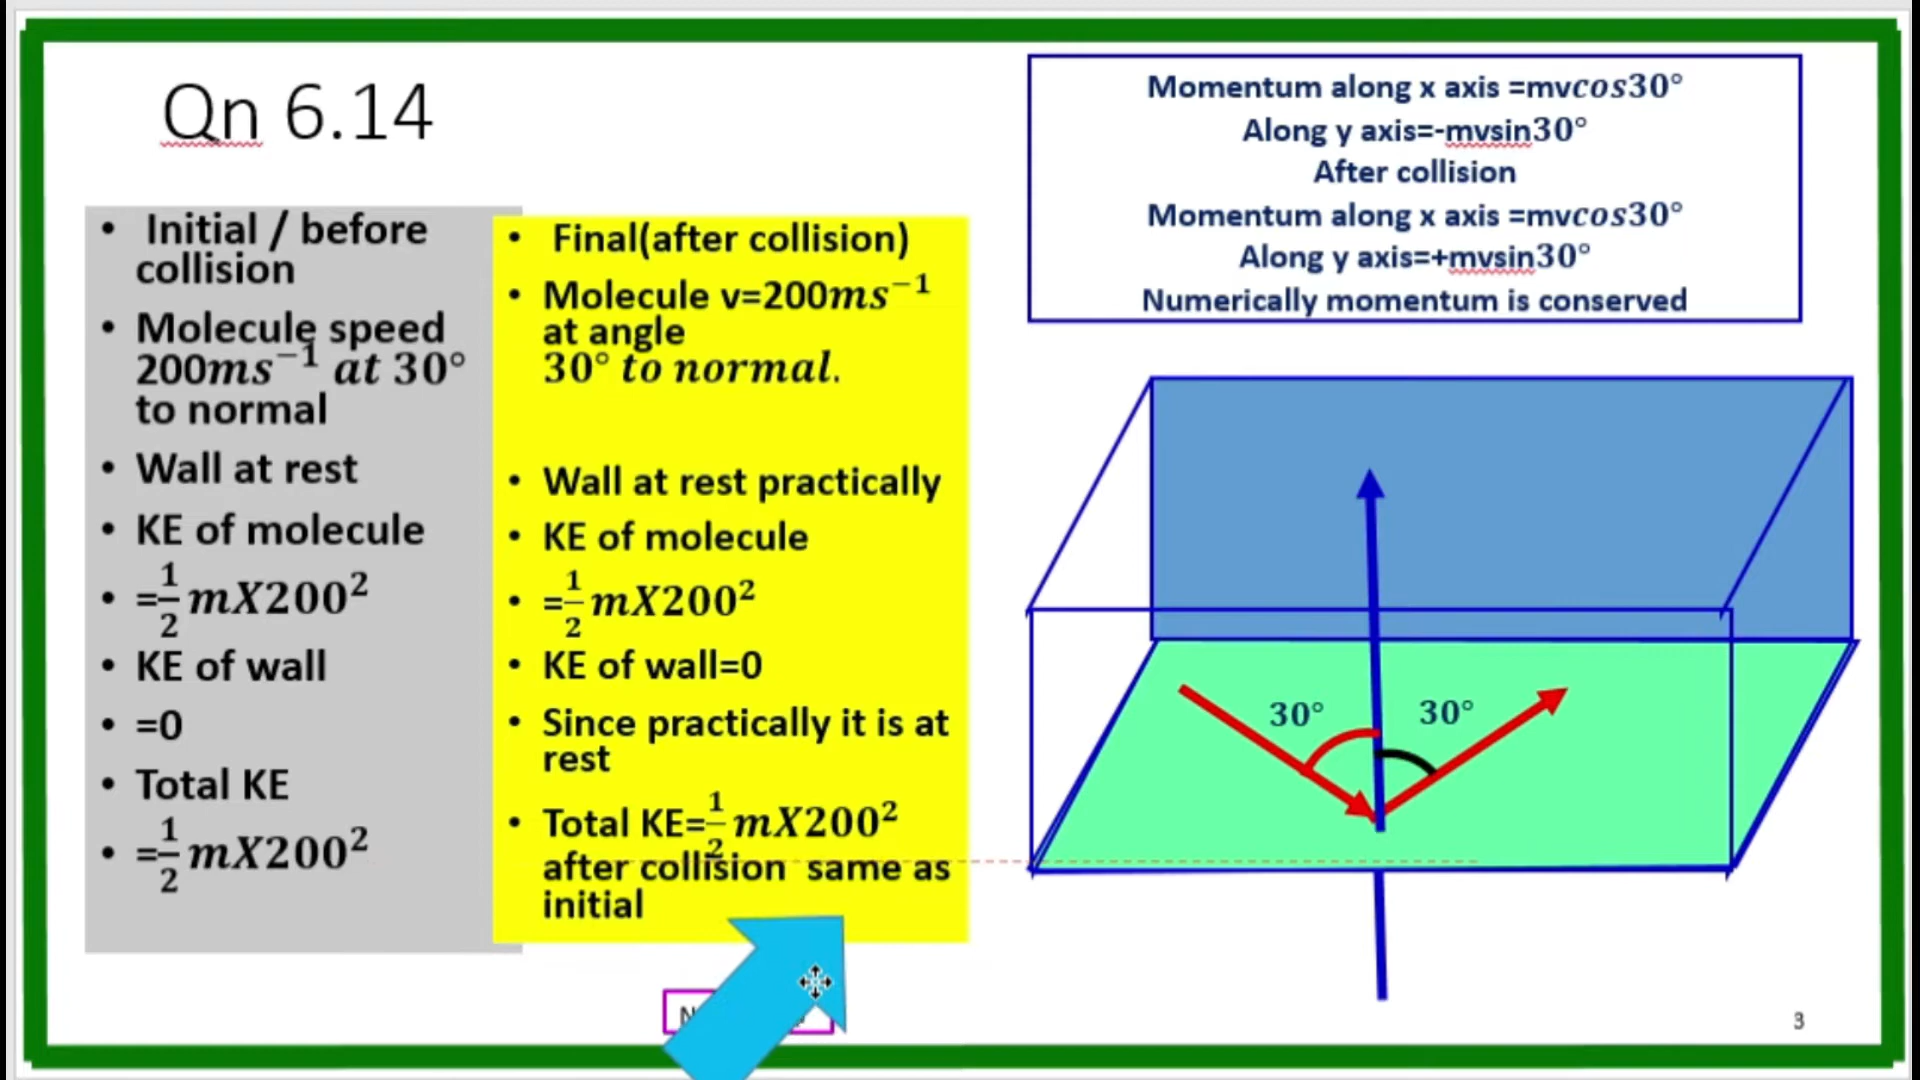 Qn 6.14
• Initial / before
collision
• Molecule speed
200ms⁻¹ at 30°
to normal
• Wall at rest
• KE of molecule
• =1/2 mX200²
• KE of wall
• =0
• Total KE
• =1/2 mX200²
• Final(after collision)
• Molecule v=200ms⁻¹
at angle
30° to normal.
• Wall at rest practically
• KE of molecule
• =1/2 mX200²
• KE of wall=0
• Since practically it is at
rest
• Total KE=1/2 mX200²
after collision same as
initial
Momentum along x axis =mvcos30°
Along y axis=-mvsin30°
After collision
Momentum along x axis =mvcos30°
Along y axis=+mvsin30°
Numerically momentum is conserved
30° 30°
3